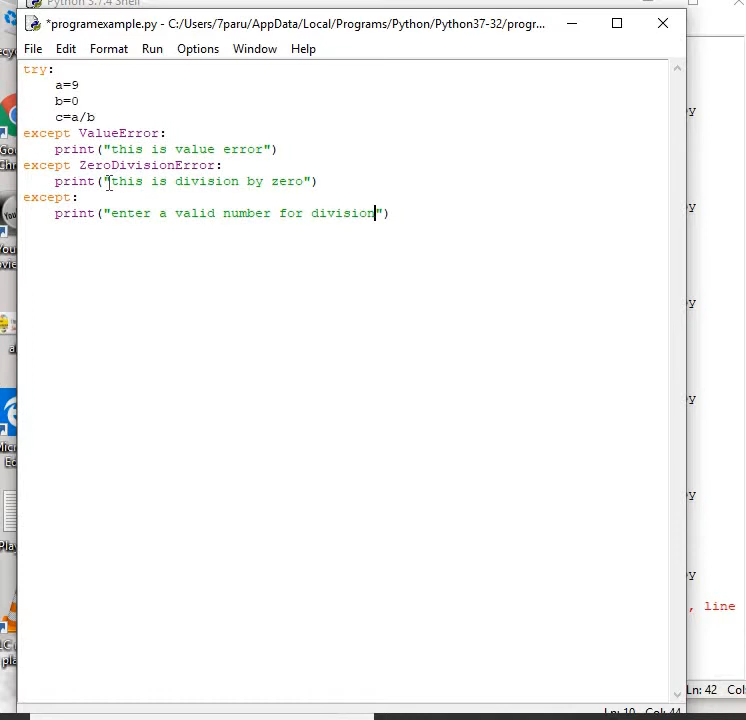 Python 3.7.4 Shell
*programexample.py - C:/Users/7paru/AppData/Local/Programs/Python/Python37-32/progr...
File Edit Format Run Options Window Help
try:
    a=9
    b=0
    c=a/b
except ValueError:
    print("this is value error")
except ZeroDivisionError:
    print("this is division by zero")
except:
    print("enter a valid number for division")
, line
Ln: 42 Col:
Ln: 10 Col: 44